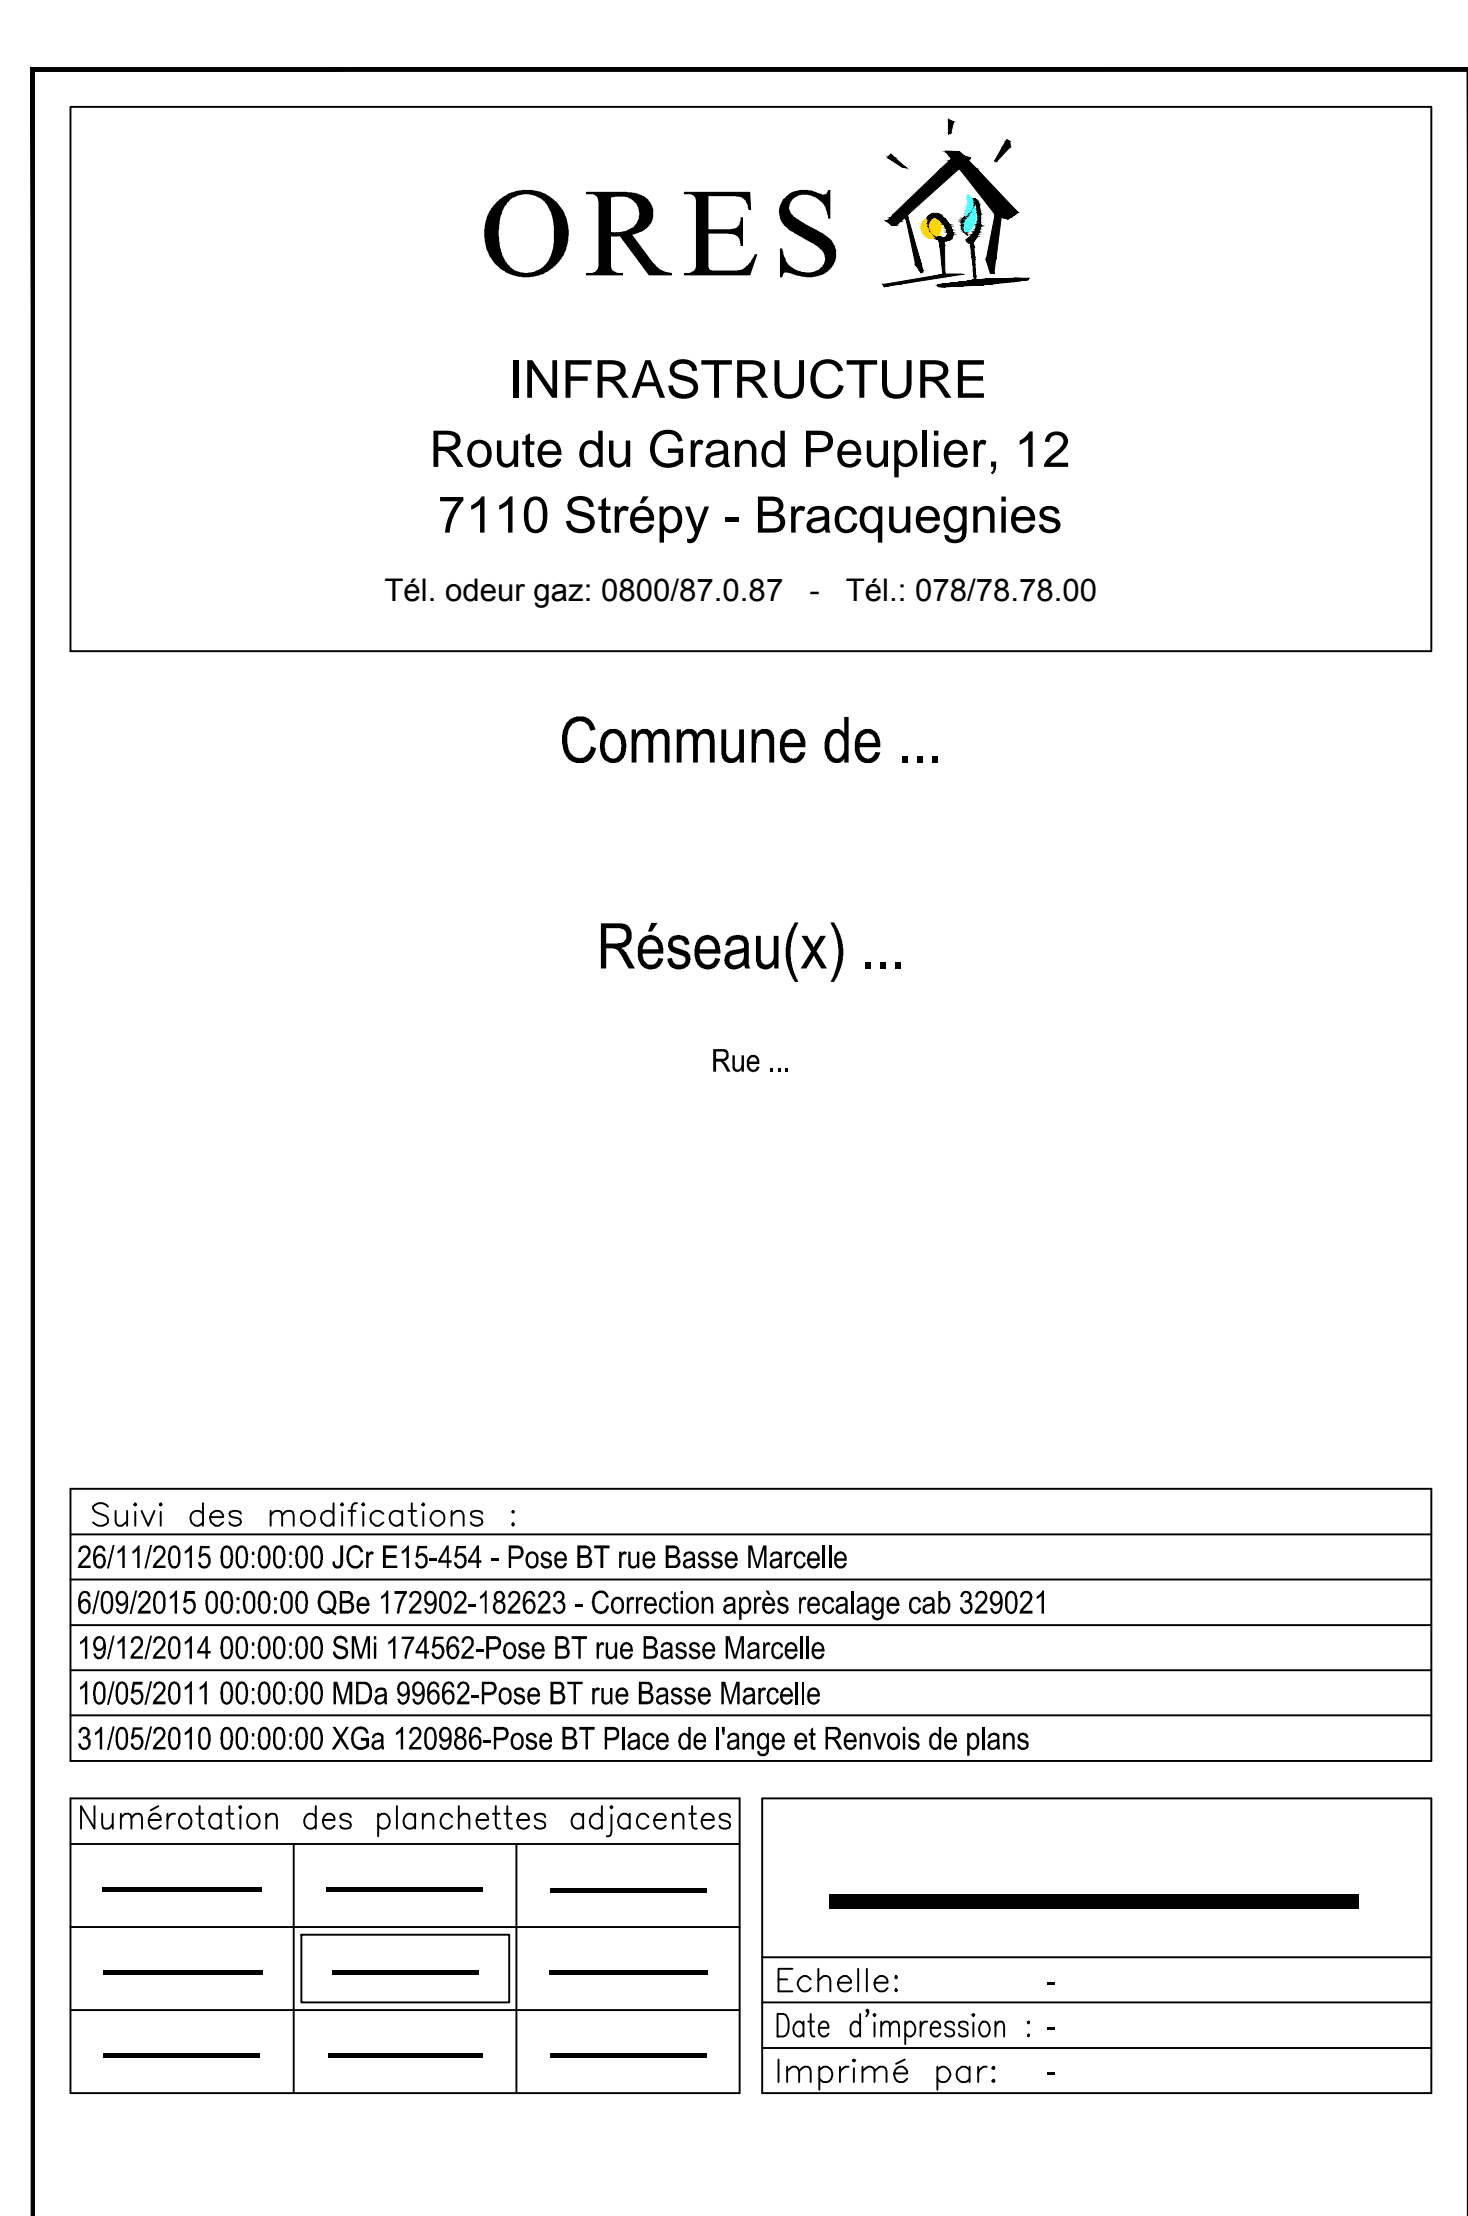 ORES
INFRASTRUCTURE
Route du Grand Peuplier, 12
7110 Strépy - Bracquegnies
Tél. odeur gaz: 0800/87.0.87 - Tél.: 078/78.78.00
Commune de ...
Réseau(x) ...
Rue ...
Suivi des modifications :
26/11/2015 00:00:00 JCr E15-454 - Pose BT rue Basse Marcelle
6/09/2015 00:00:00 QBe 172902-182623 - Correction après recalage cab 329021
19/12/2014 00:00:00 SMi 174562-Pose BT rue Basse Marcelle
10/05/2011 00:00:00 MDa 99662-Pose BT rue Basse Marcelle
31/05/2010 00:00:00 XGa 120986-Pose BT Place de l'ange et Renvois de plans
Numérotation des planchettes adjacentes
Echelle: -
Date d'impression : -
Imprimé par: -